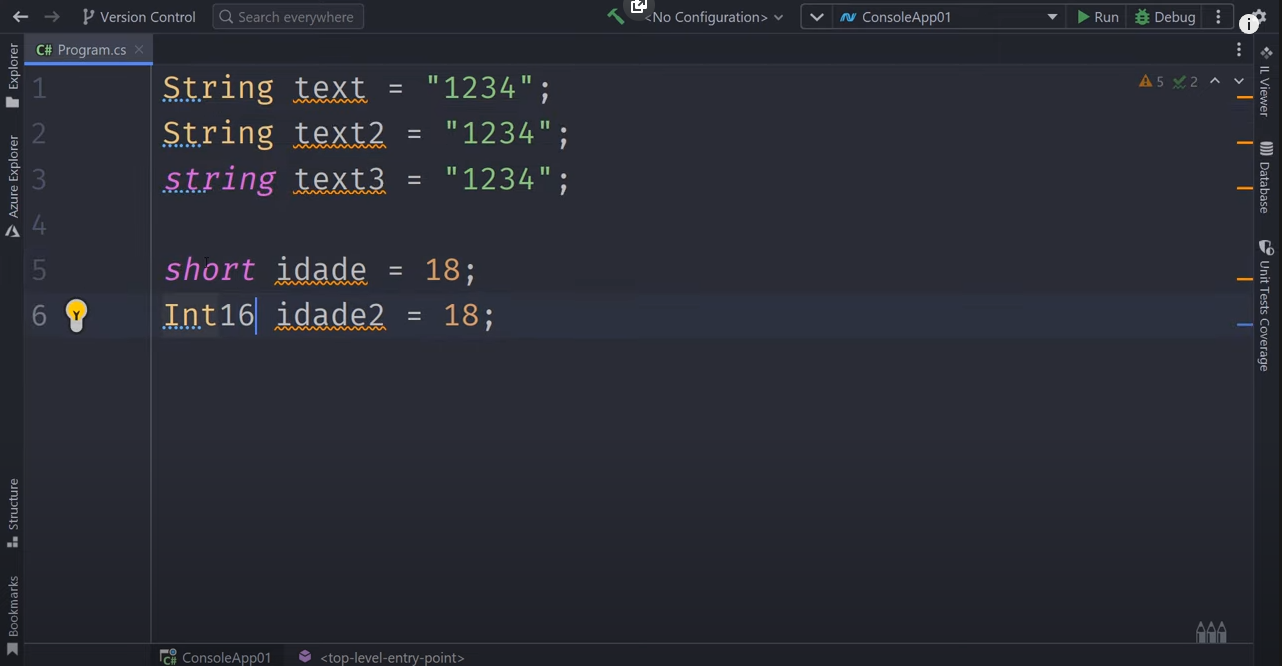 Version Control
Search everywhere
<No Configuration>
ConsoleApp01
Run
Debug
i
C# Program.cs
Explorer
Azure Explorer
Structure
Bookmarks
5 2
1 String text = "1234";
2 String text2 = "1234";
3 string text3 = "1234";
4
5 short idade = 18;
6 Int16 idade2 = 18;
IL Viewer
Database
Unit Tests Coverage
C# ConsoleApp01
<top-level-entry-point>